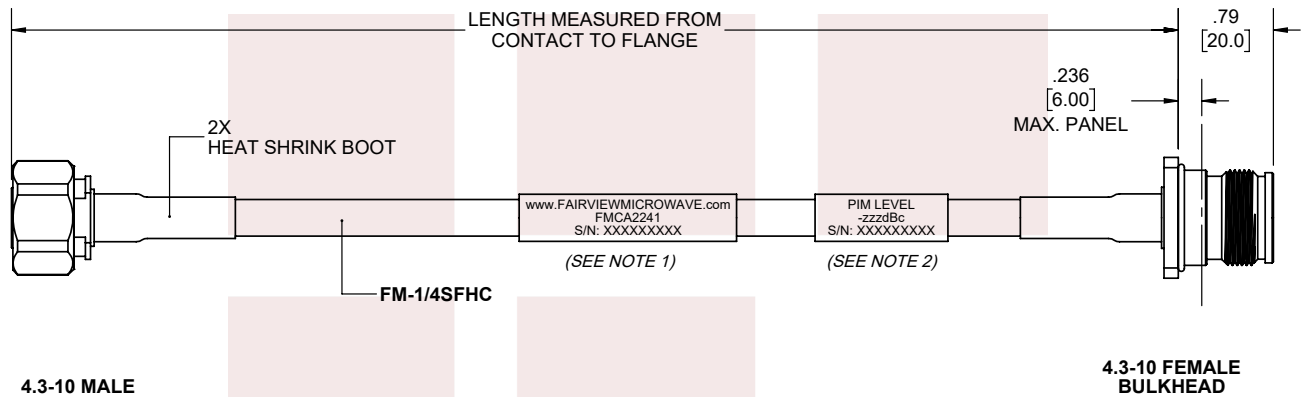 LENGTH MEASURED FROM
CONTACT TO FLANGE
.79
[20.0]
.236
[6.00]
MAX. PANEL
2X
HEAT SHRINK BOOT
www.FAIRVIEWMICROWAVE.com
FMCA2241
S/N: XXXXXXXXX
PIM LEVEL
-zzzdBc
S/N: XXXXXXXXX
(SEE NOTE 1)
(SEE NOTE 2)
FM-1/4SFHC
4.3-10 MALE
4.3-10 FEMALE
BULKHEAD